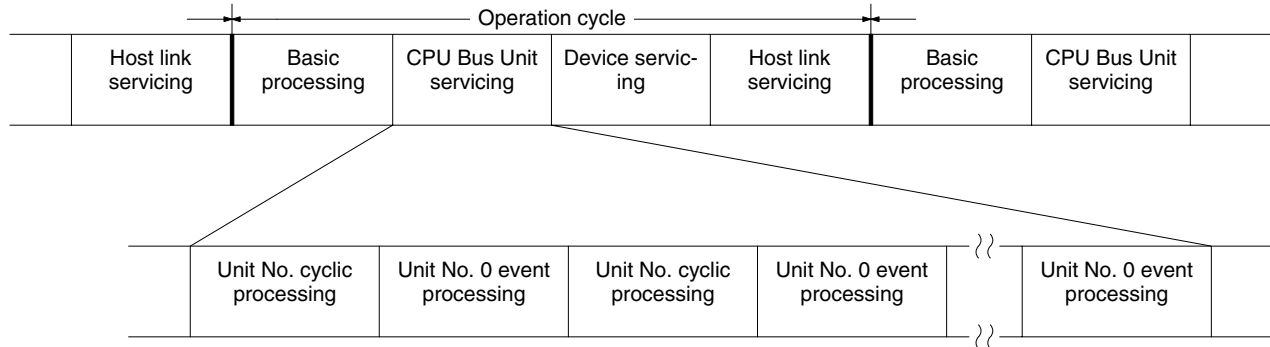 Operation cycle
Host link servicing
Basic processing
CPU Bus Unit servicing
Device servic-
ing
Host link servicing
Basic processing
CPU Bus Unit servicing
Unit No. cyclic processing
Unit No. 0 event processing
Unit No. cyclic processing
Unit No. 0 event processing
Unit No. 0 event processing